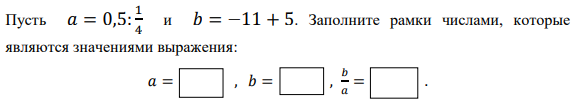 Пусть a = 0,5:1/4 и b = −11 + 5. Заполните рамки числами, которые
являются значениями выражения:
a = , b = , b/a = .